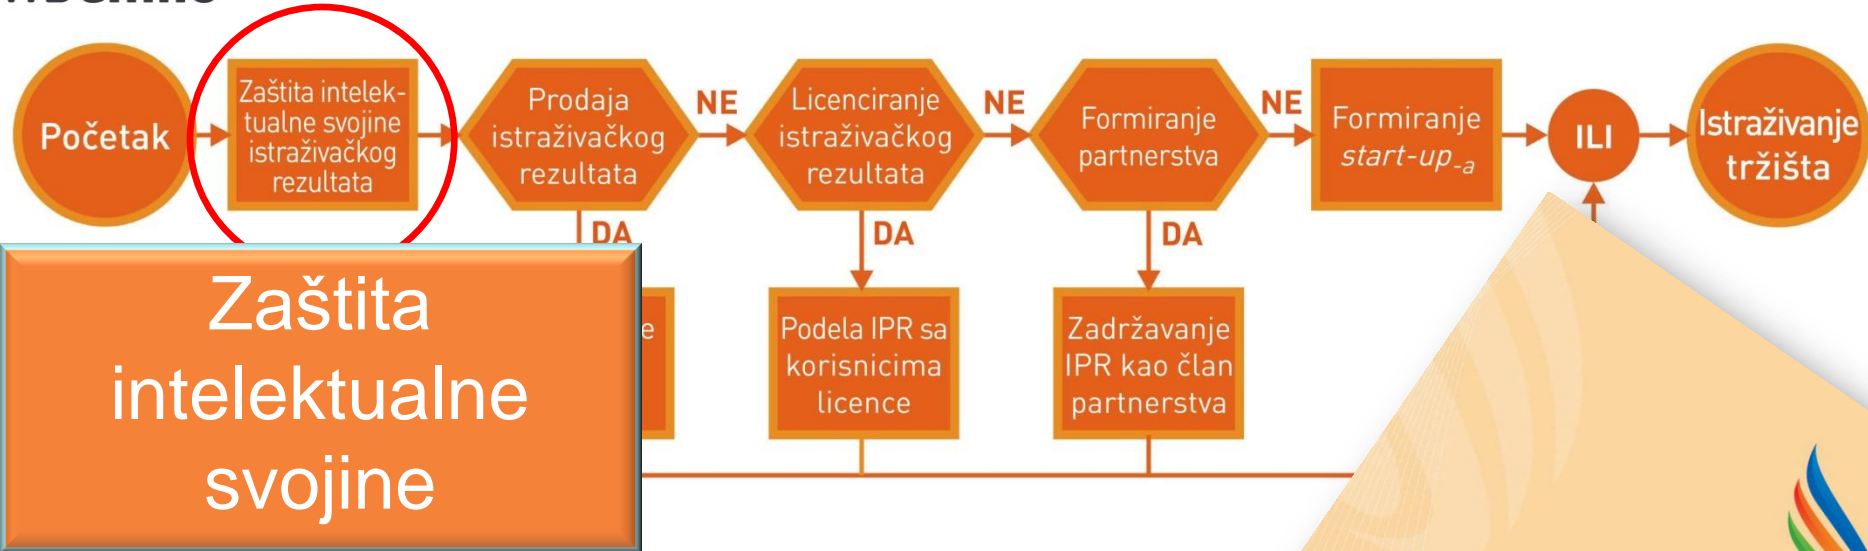 Početak
Zaštita intelek-
tualne svojine
istraživačkog
rezultata
Prodaja
istraživačkog
rezultata
NE
Licenciranje
istraživačkog
rezultata
NE
Formiranje
partnerstva
NE
Formiranje
start-up-a
ILI
Istraživanje
tržišta
DA
DA
DA
Podela IPR sa
korisnicima
licence
Zadržavanje
IPR kao član
partnerstva
Zaštita
intelektualne
svojine